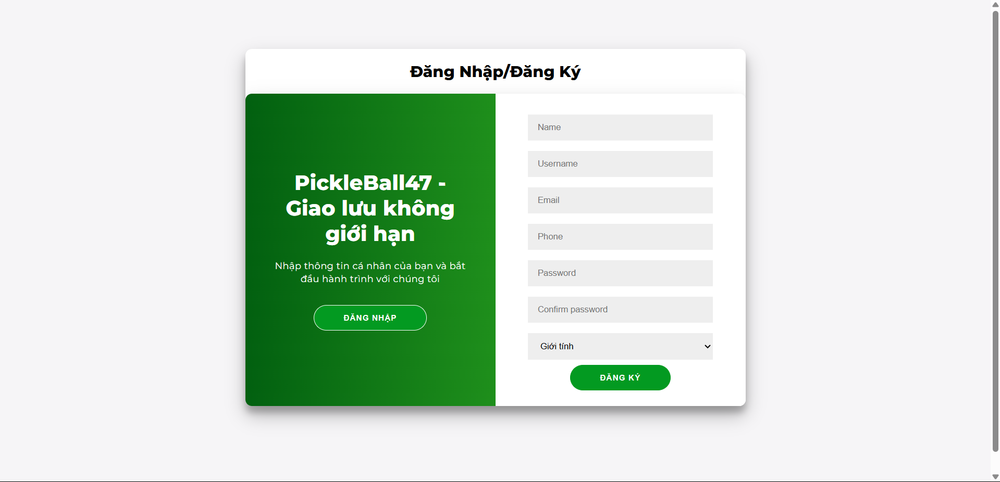 Đăng Nhập/Đăng Ký
PickleBall47 -
Giao lưu không
giới hạn
Nhập thông tin cá nhân của bạn và bắt
đầu hành trình với chúng tôi
ĐĂNG NHẬP
Name
Username
Email
Phone
Password
Confirm password
Giới tính
ĐĂNG KÝ